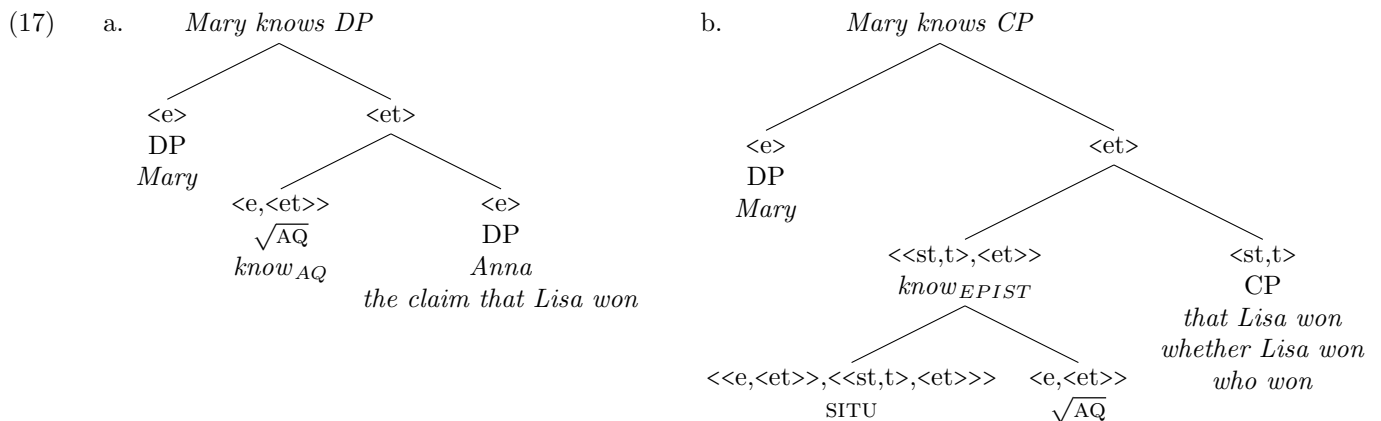 (17) a. Mary knows DP b. Mary knows CP
<e> <et>
DP
Mary
<e,<et>> <e>
√AQ DP
know_AQ Anna
the claim that Lisa won
<e> <et>
DP
Mary
<<st,t>,<et>> <st,t>
know_EPIST CP
that Lisa won
whether Lisa won
who won
<<e,<et>>,<<st,t>,<et>>> <e,<et>>
SITU √AQ